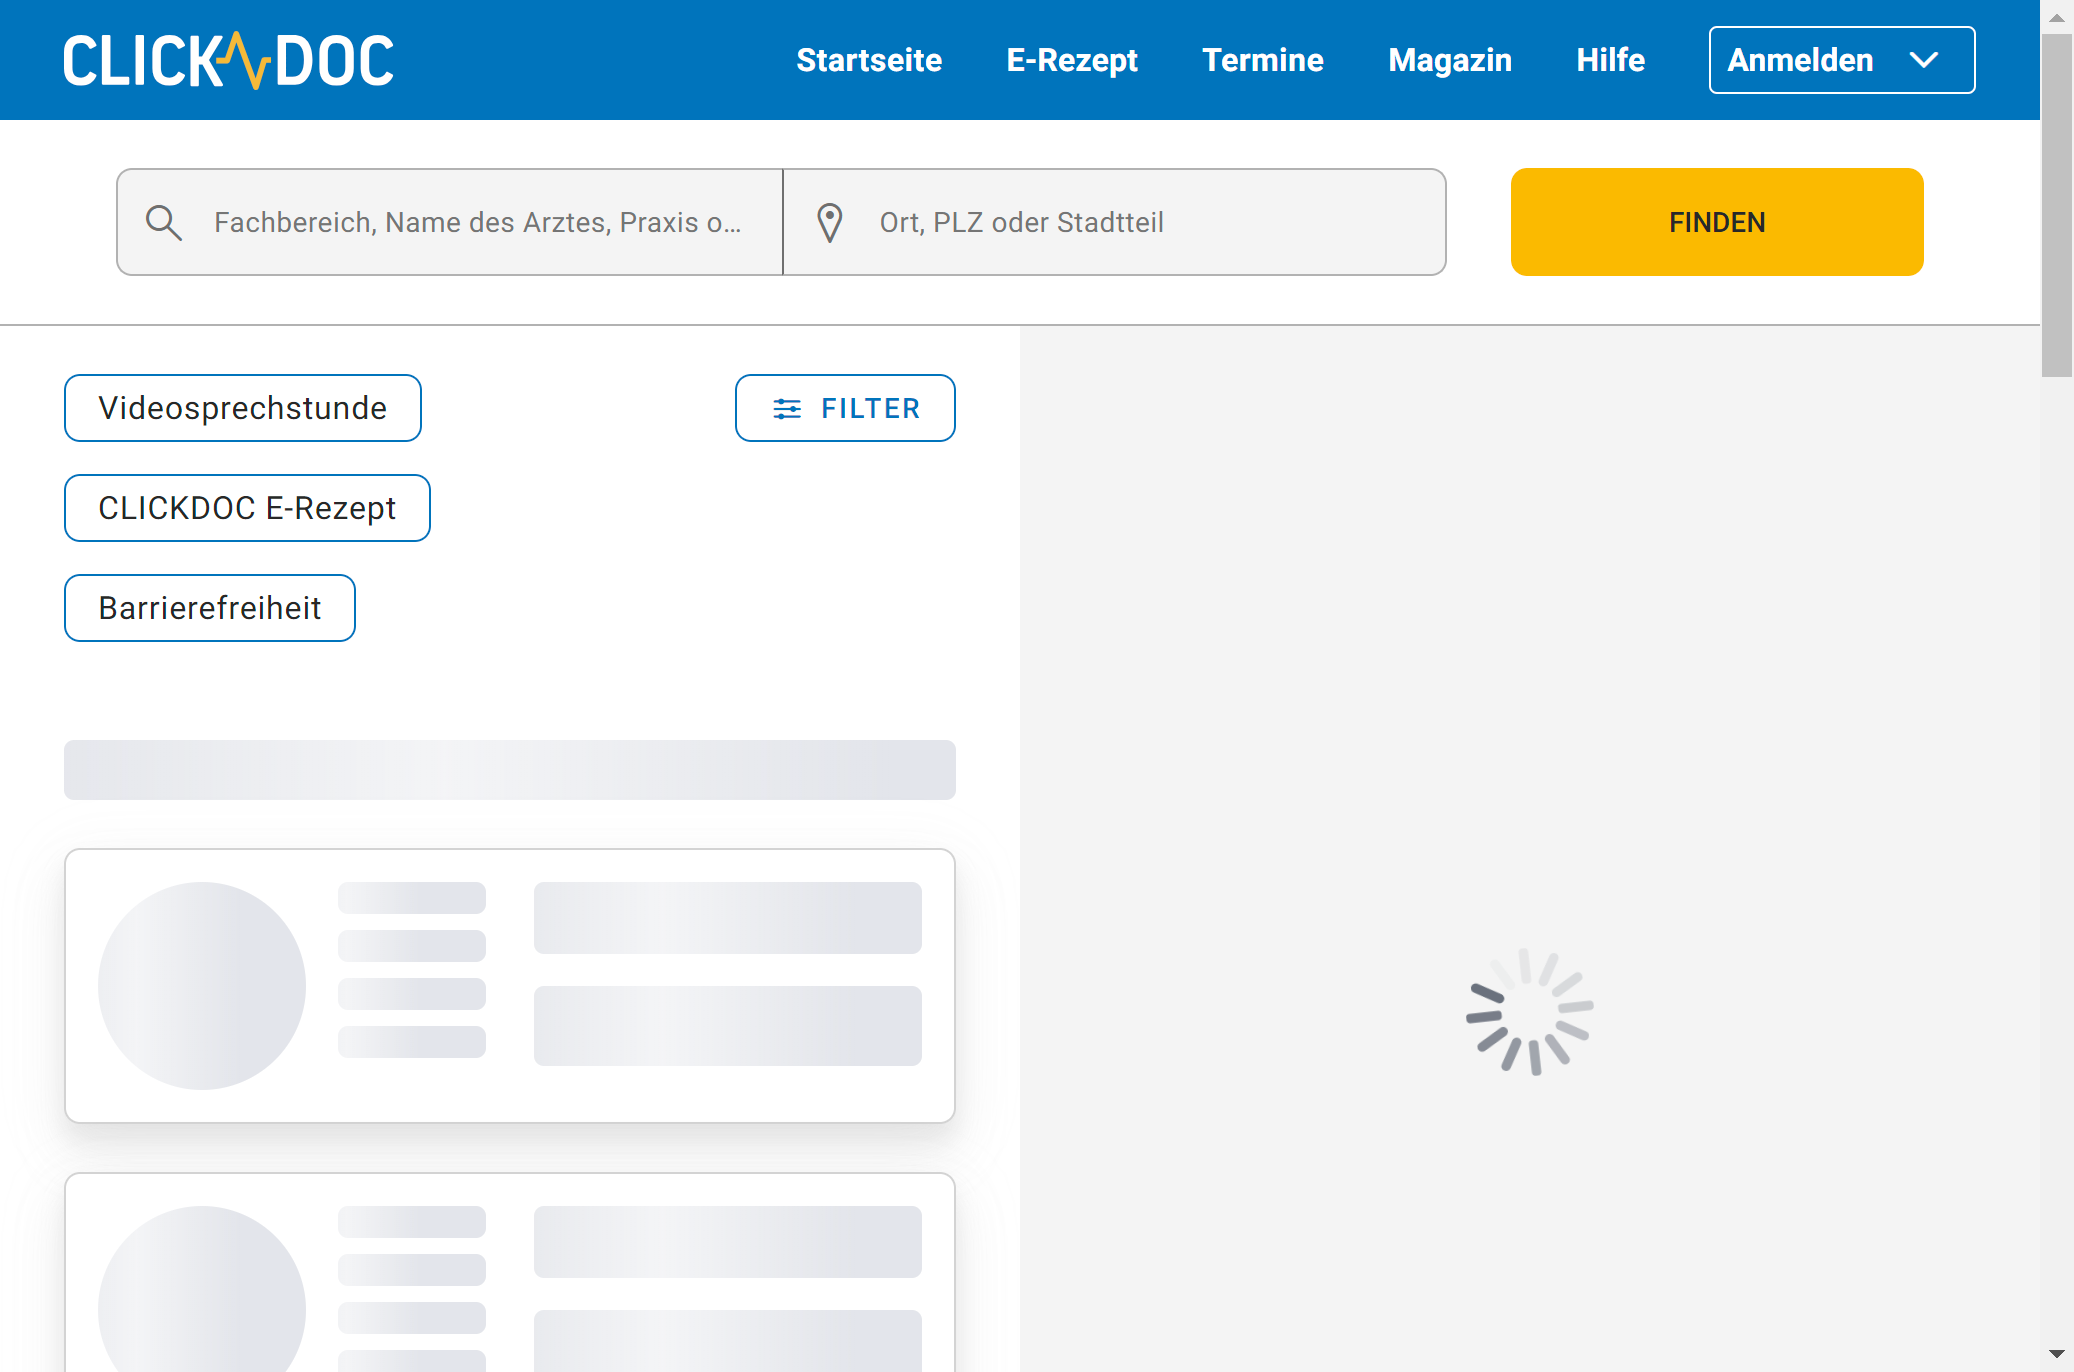 CLICKDOC
Startseite
E-Rezept
Termine
Magazin
Hilfe
Anmelden
Fachbereich, Name des Arztes, Praxis o...
Ort, PLZ oder Stadtteil
FINDEN
Videosprechstunde
FILTER
CLICKDOC E-Rezept
Barrierefreiheit